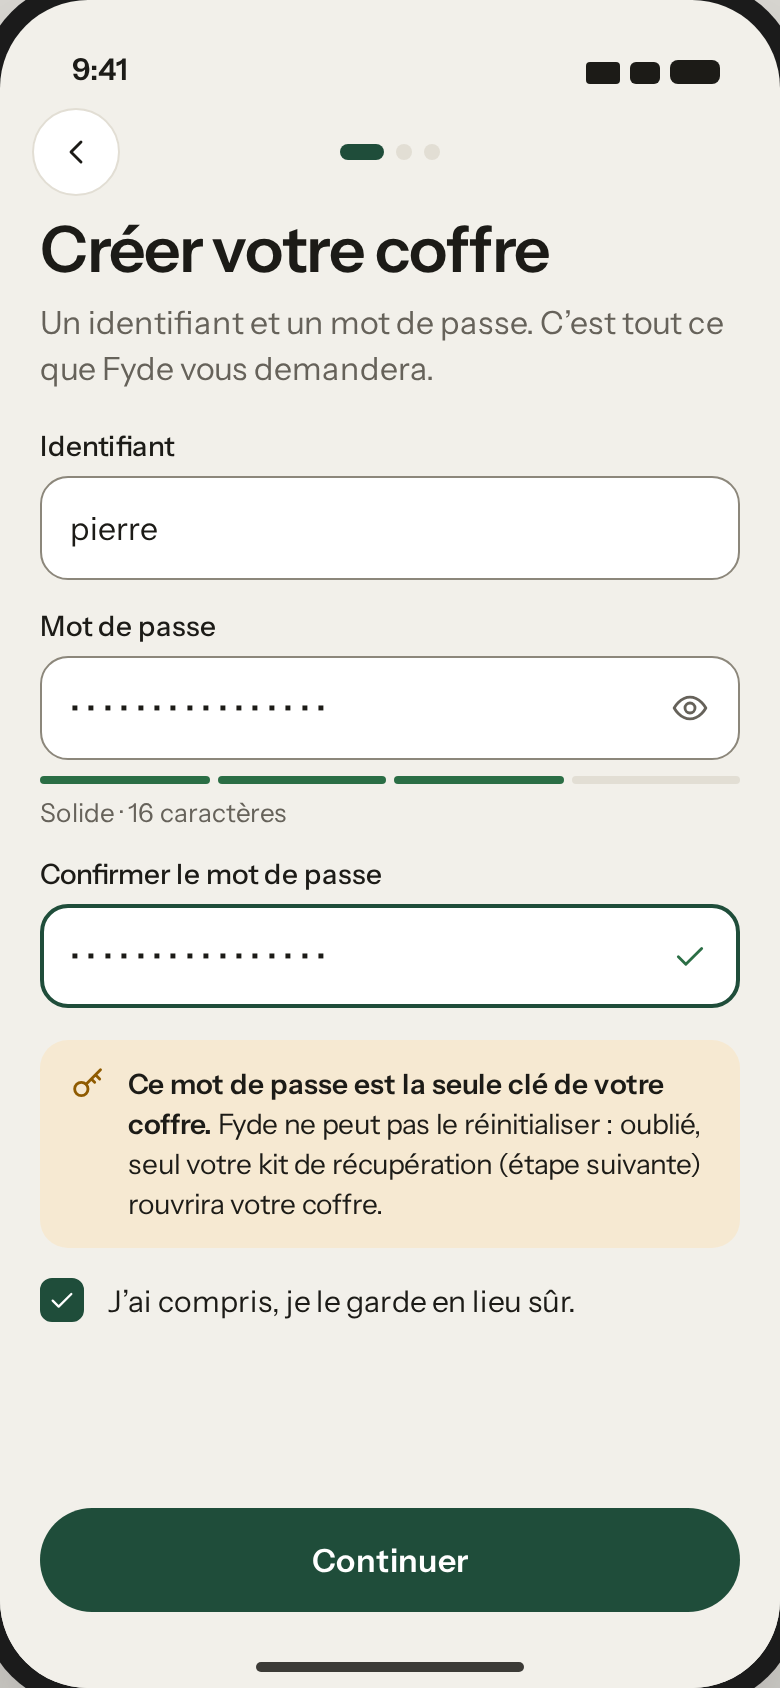 9:41
Créer votre coffre
Un identifiant et un mot de passe. C’est tout ce
que Fyde vous demandera.
Identifiant
pierre
Mot de passe
················
Solide · 16 caractères
Confirmer le mot de passe
················
Ce mot de passe est la seule clé de votre
coffre. Fyde ne peut pas le réinitialiser : oublié,
seul votre kit de récupération (étape suivante)
rouvrira votre coffre.
J’ai compris, je le garde en lieu sûr.
Continuer